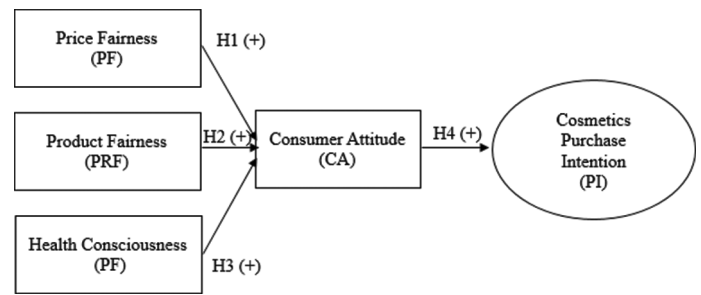 Price Fairness
(PF)
H1 (+)
Product Fairness
(PRF)
H2 (+)
Consumer Attitude
(CA)
H4 (+)
Cosmetics
Purchase
Intention
(PI)
Health Consciousness
(PF)
H3 (+)